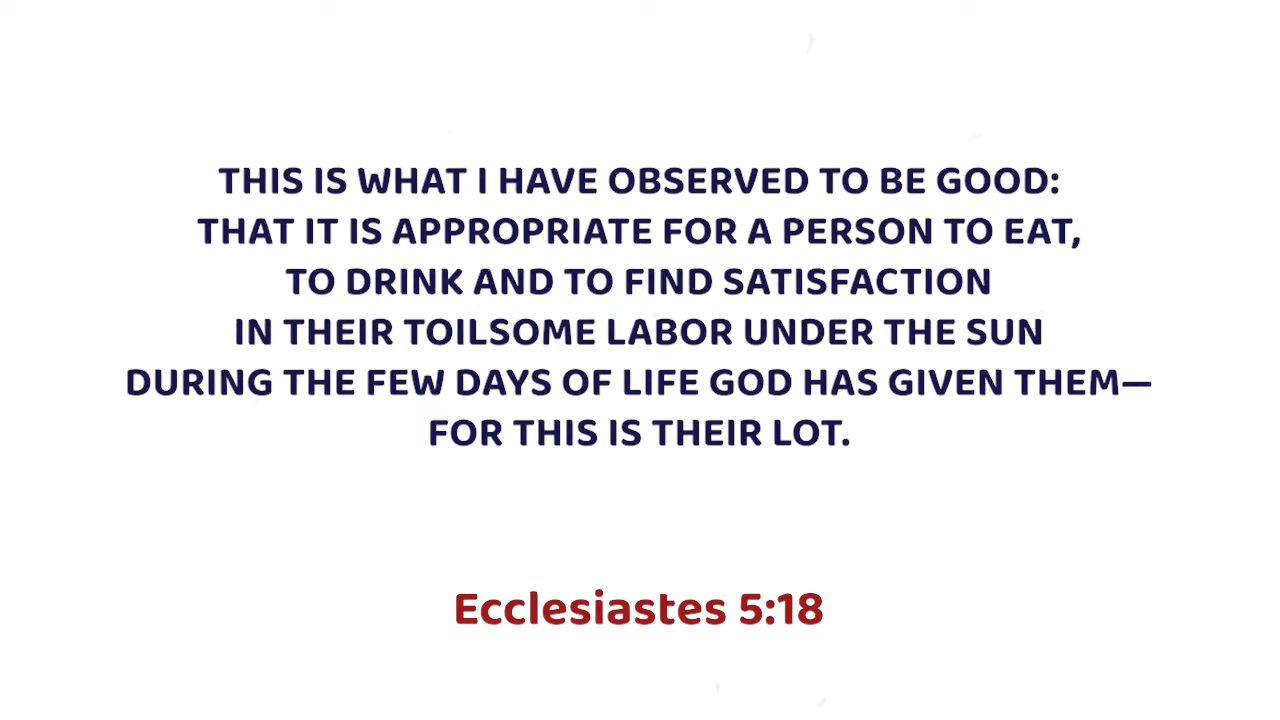 THIS IS WHAT I HAVE OBSERVED TO BE GOOD:
THAT IT IS APPROPRIATE FOR A PERSON TO EAT,
TO DRINK AND TO FIND SATISFACTION
IN THEIR TOILSOME LABOR UNDER THE SUN
DURING THE FEW DAYS OF LIFE GOD HAS GIVEN THEM—
FOR THIS IS THEIR LOT.
Ecclesiastes 5:18